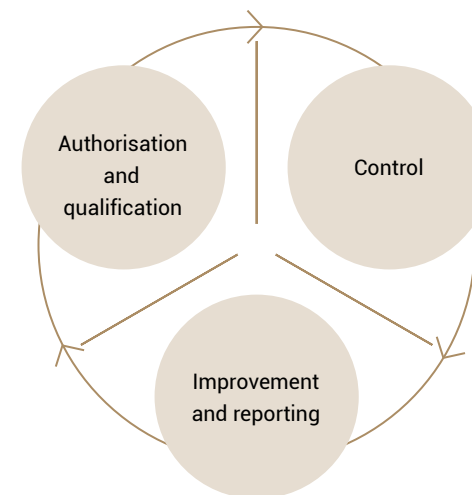 Authorisation
and
qualification
Control
Improvement
and reporting